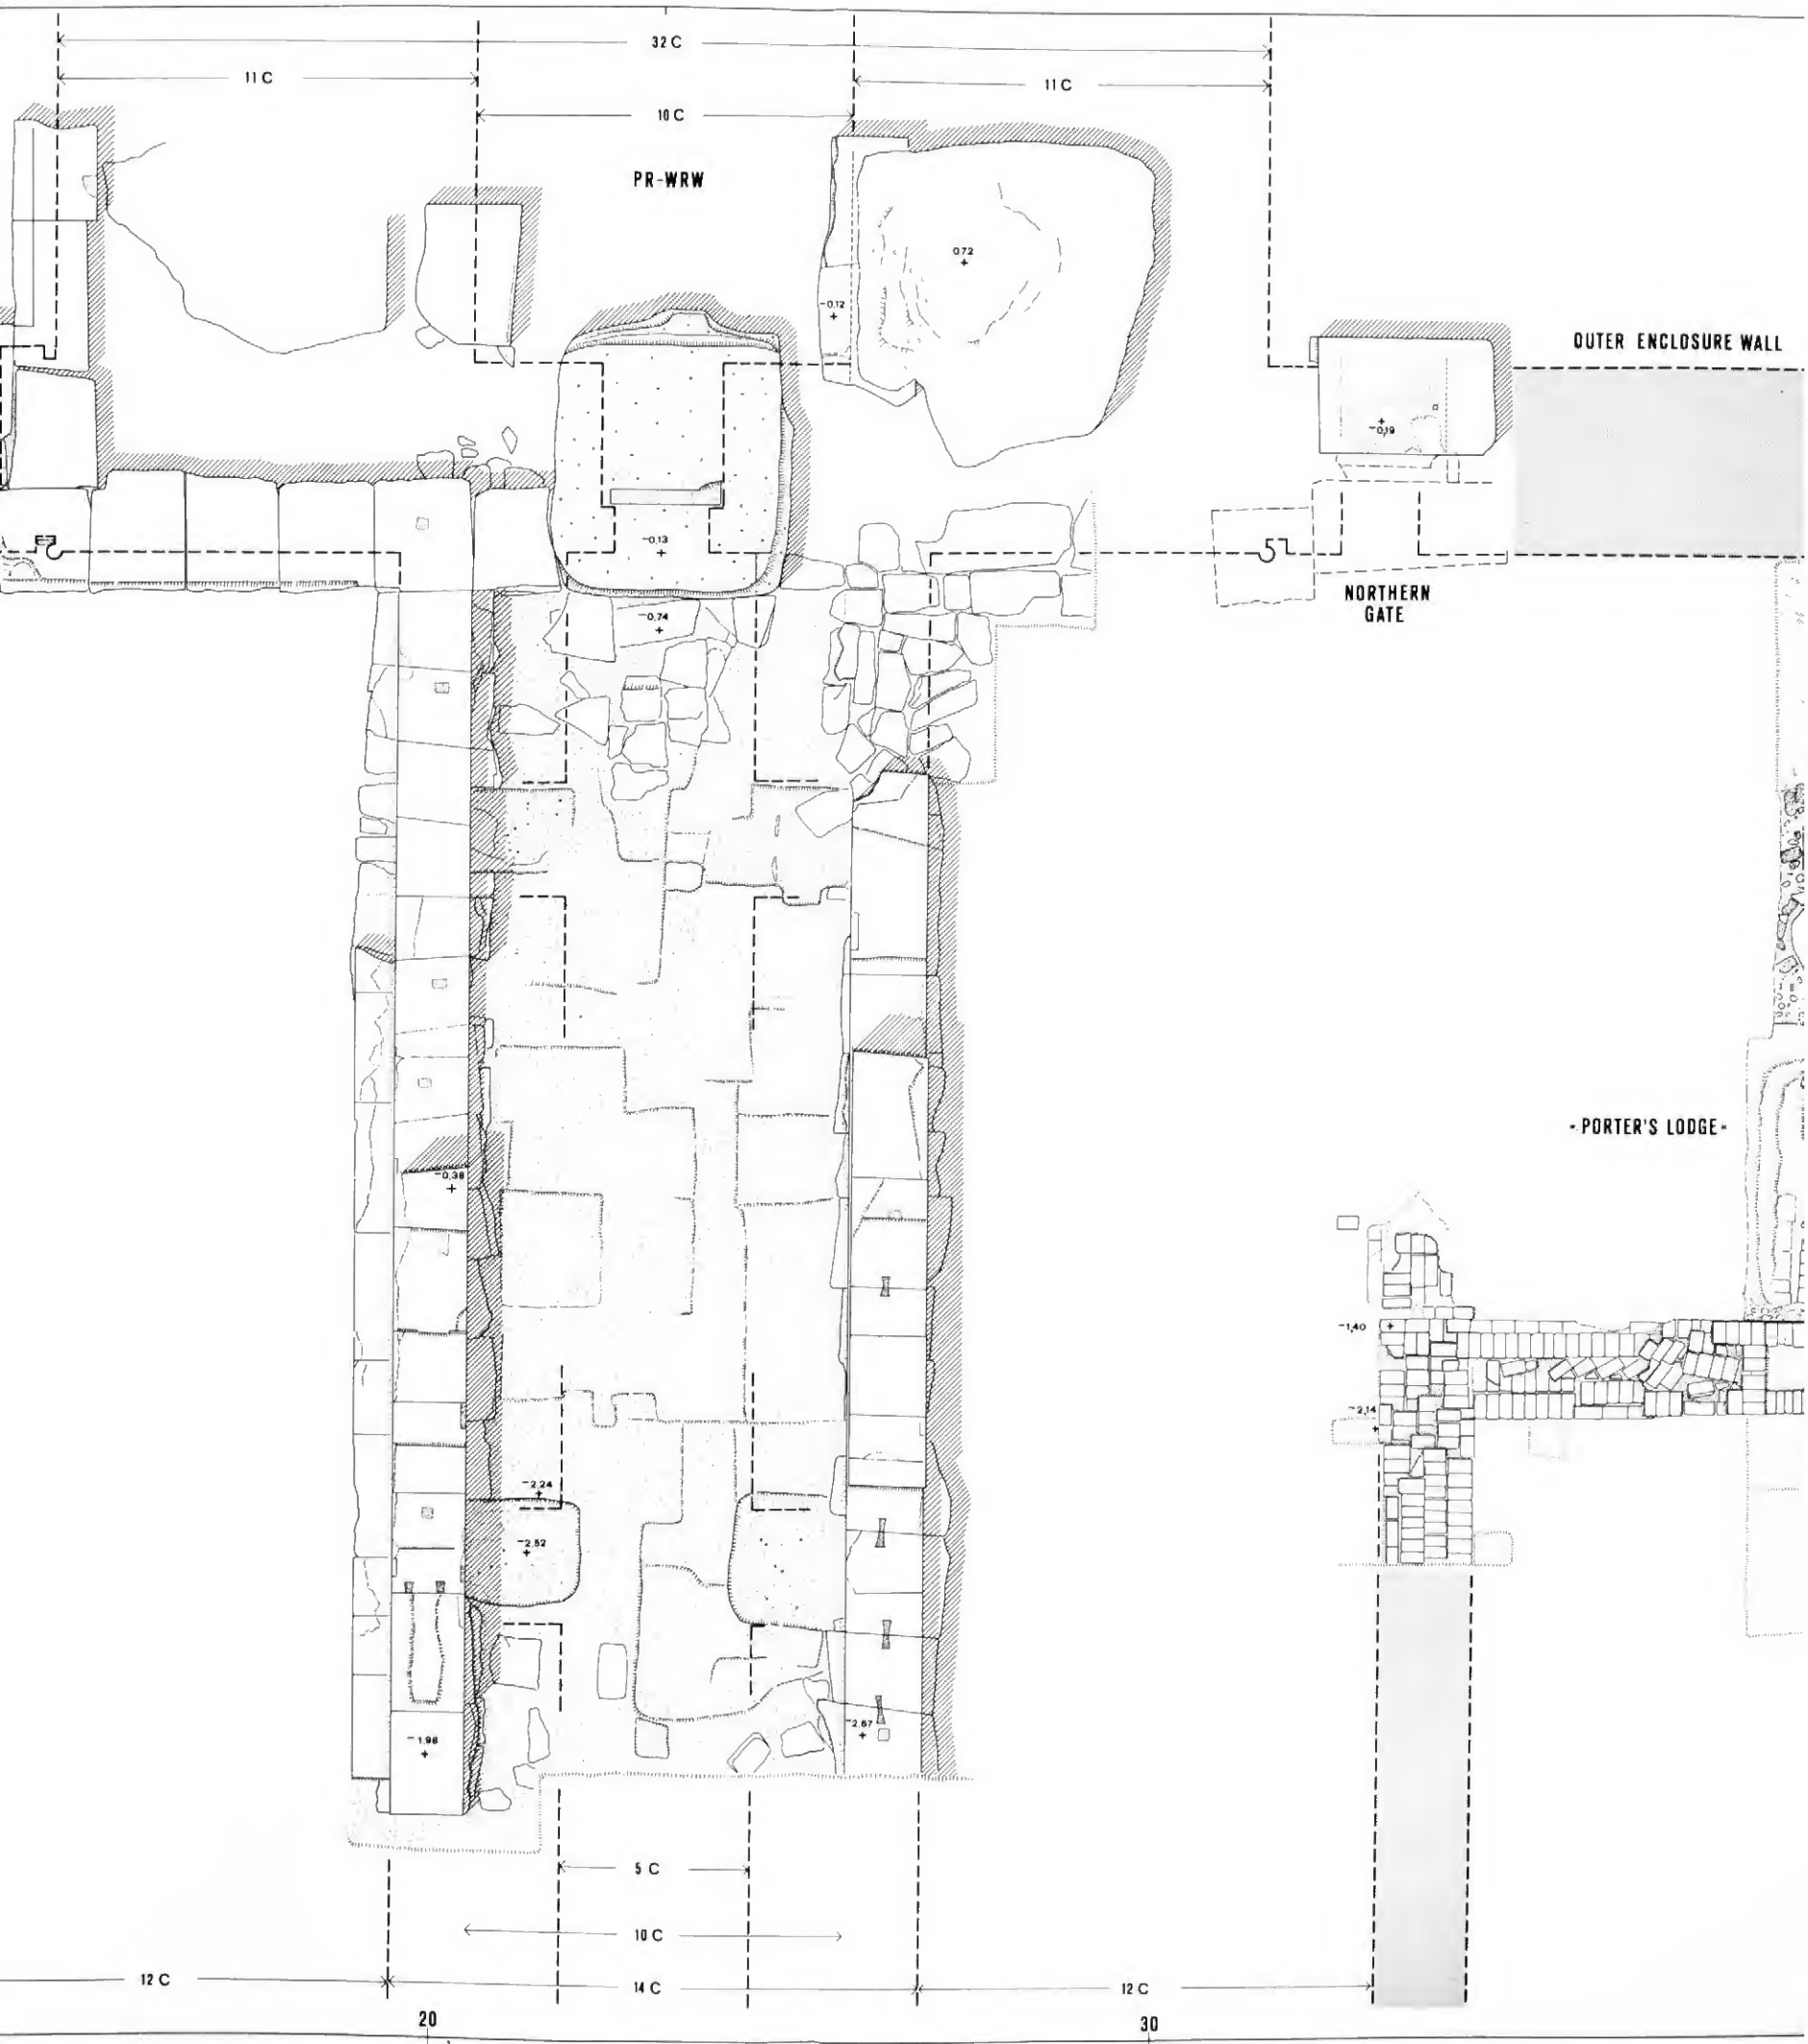 32 C
11 C
11 C
10 C
PR-WRW
0,72
-0,12
OUTER ENCLOSURE WALL
-0,19
-0,13
NORTHERN
GATE
-0,74
-PORTER'S LODGE-
-0,38
-1,40
-2,14
-2,24
-2,52
-2,67
-1,98
5 C
10 C
12 C
14 C
12 C
20
30